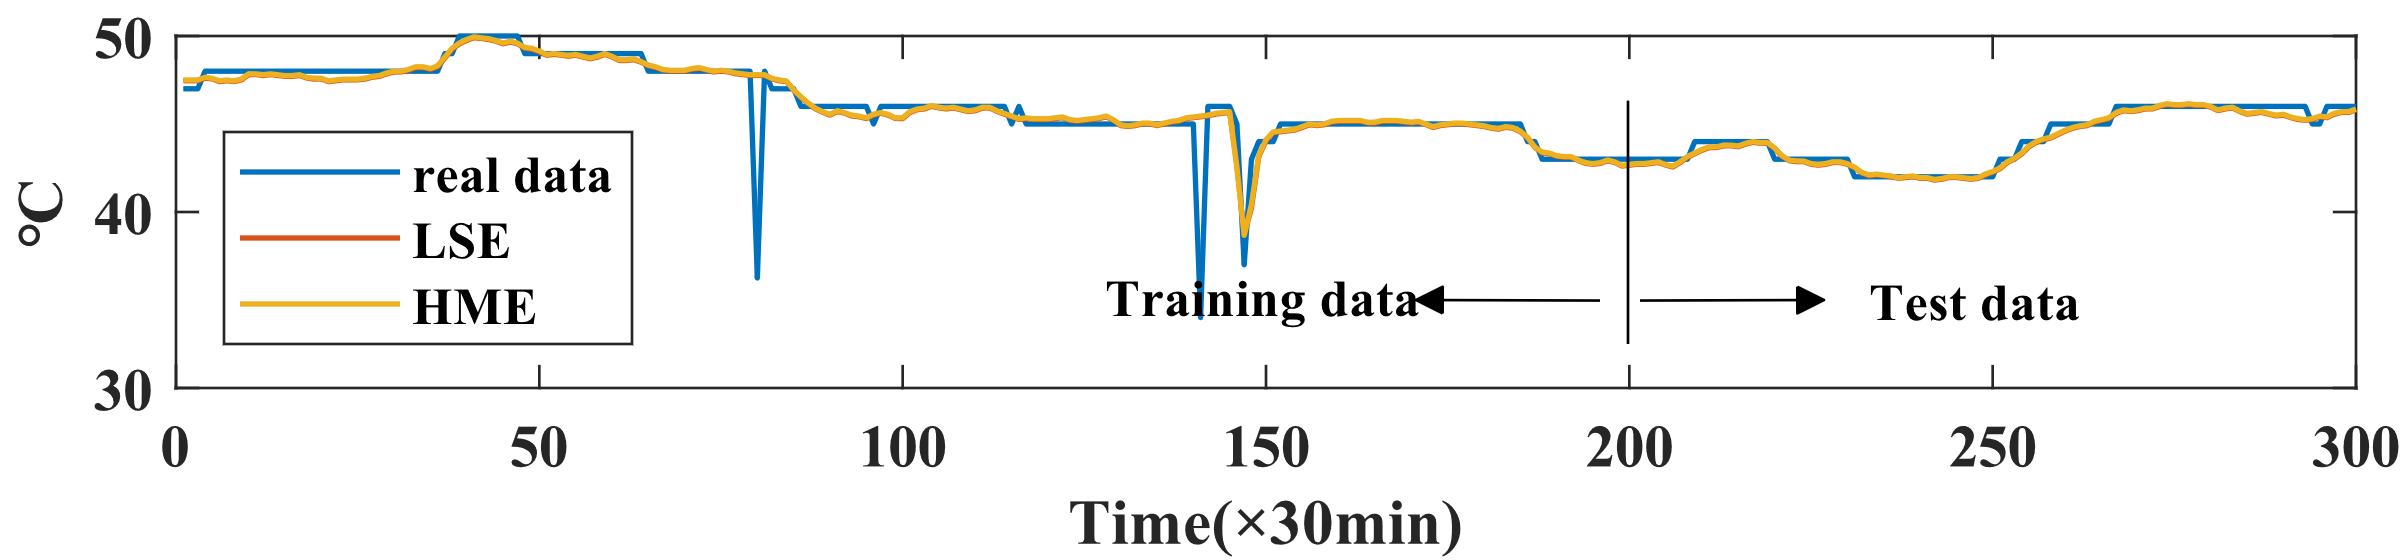 50
40
30
°C
real data
LSE
HME
Training data
Test data
0 50 100 150 200 250 300
Time(×30min)